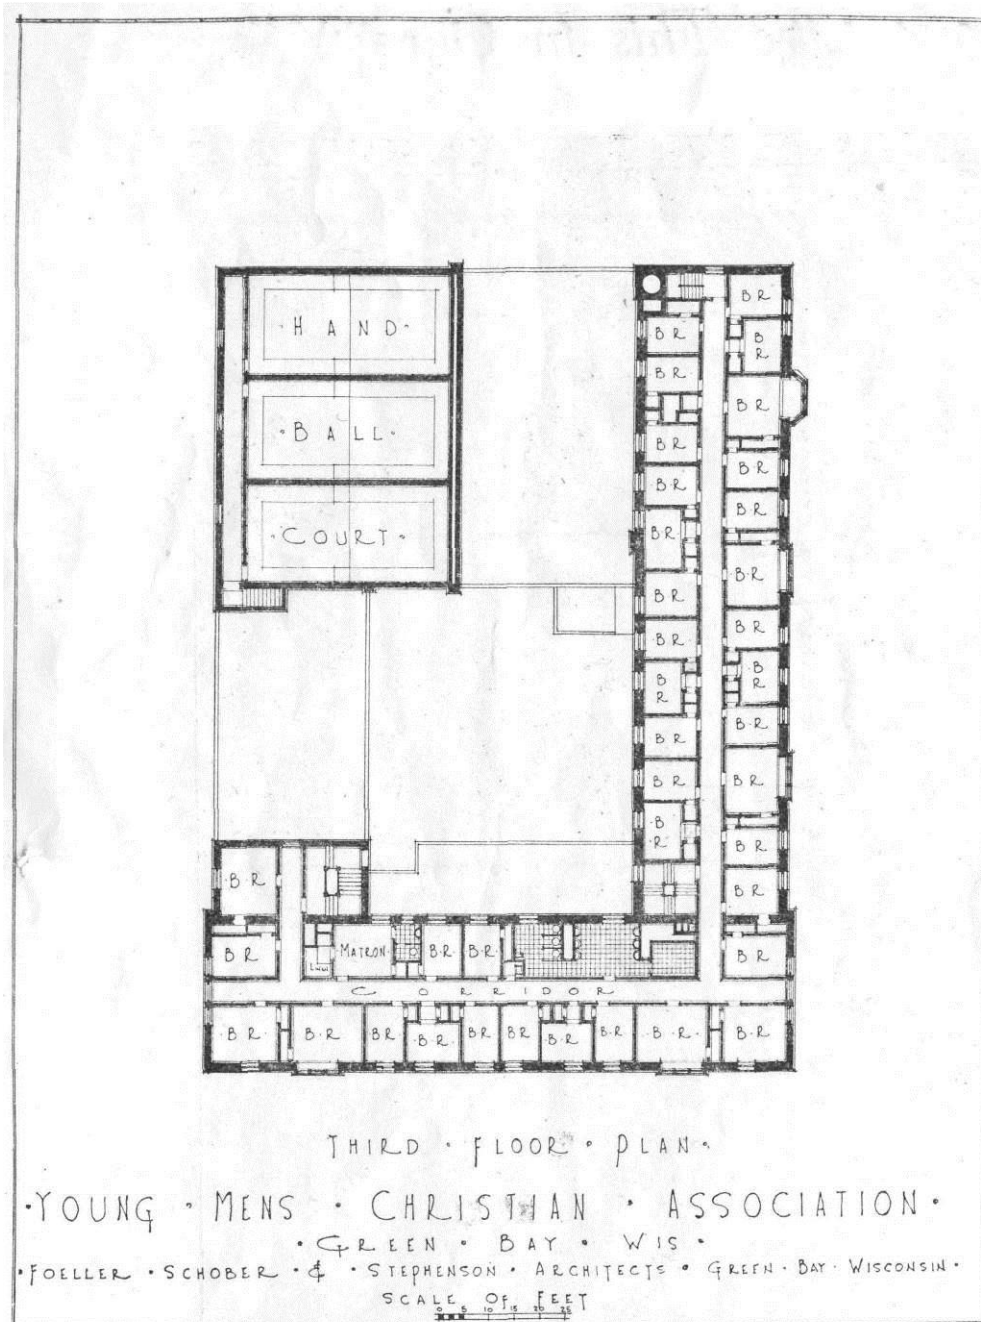 B·R
·HAND·
B·R
B
R
B·R
B·R
·BALL·
B·R
B·R
B·R
B·R
B·R
·COURT·
B·R
B·R
B·R
B·R
B·R
B
R
B
R
B·R
B·R
B·R
B·R
B
R
B·R
B·R
B·R
B·R
MATRON·
B·R
B·R
B·R
CORRIDOR
B·R
B·R
B·R
B·R
B·R
B·R
B·R
B·R
B·R
B·R
THIRD · FLOOR · PLAN·
·YOUNG · MENS · CHRISTIAN · ASSOCIATION·
·GREEN · BAY · WIS·
·FOELLER · SCHOBER · & · STEPHENSON · ARCHITECTS · GREEN · BAY · WISCONSIN·
SCALE OF FEET
0 5 10 15 20 25